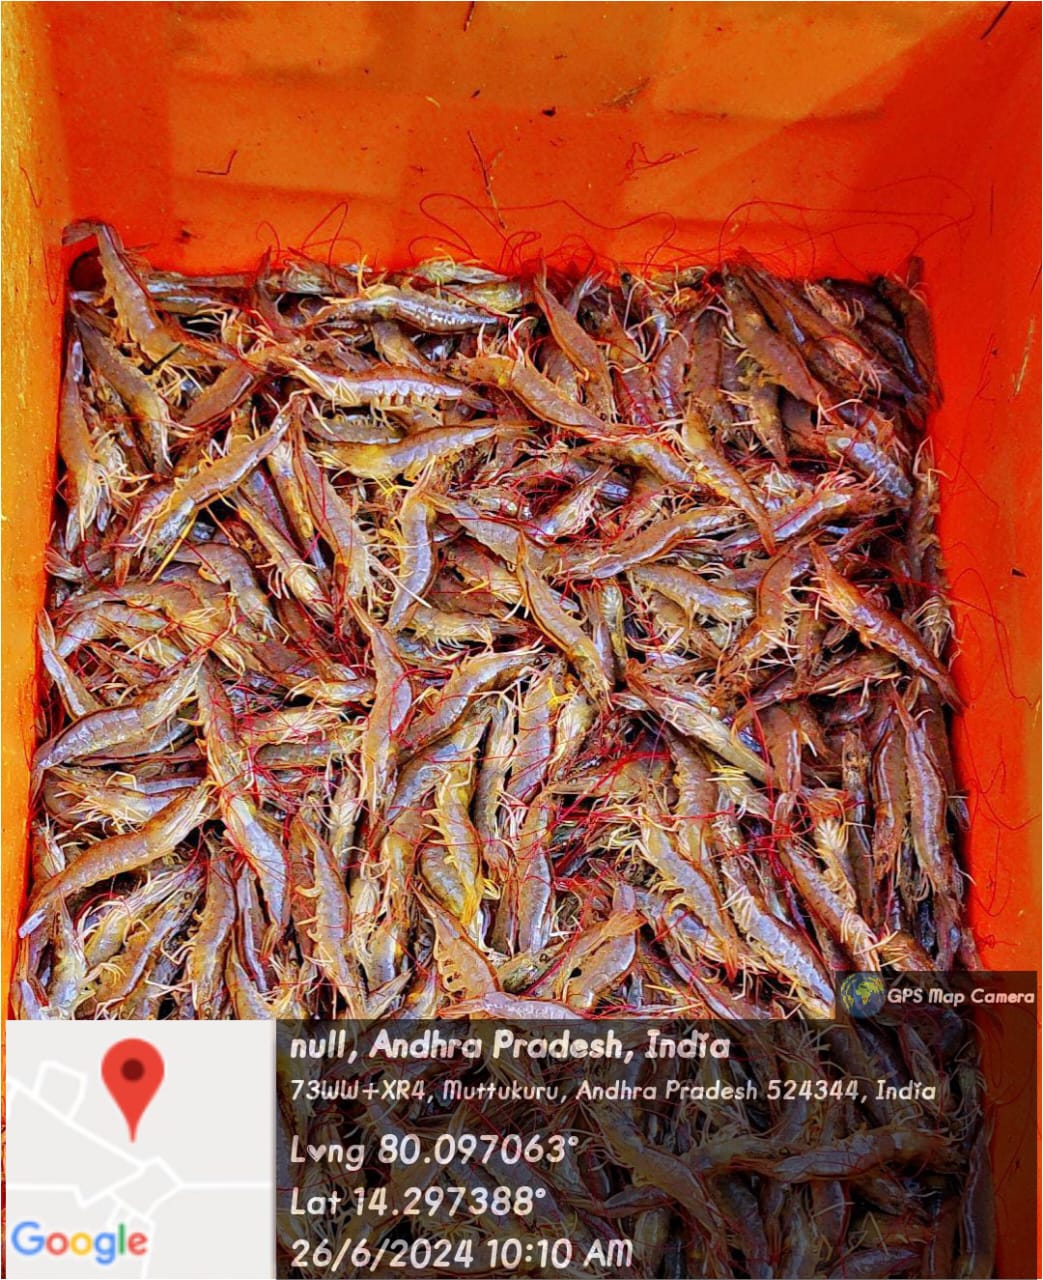 GPS Map Camera
null, Andhra Pradesh, India
73WW+XR4, Muttukuru, Andhra Pradesh 524344, India
Long 80.097063°
Lat 14.297388°
26/6/2024 10:10 AM
Google